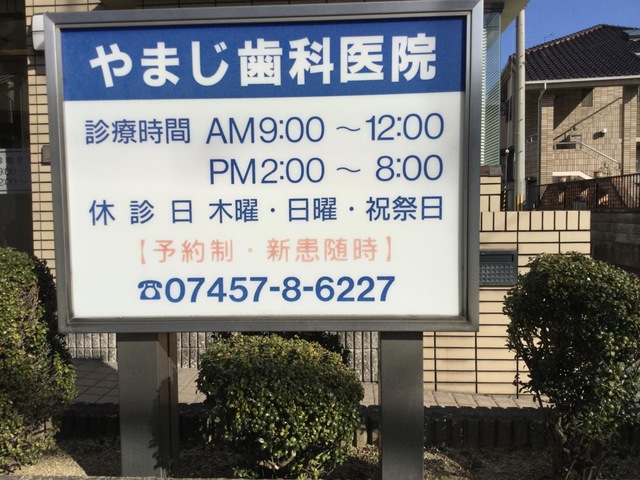 やまじ歯科医院
診療時間 AM9:00 ～ 12:00
PM2:00 ～ 8:00
休診日 木曜・日曜・祝祭日
【予約制・新患随時】
☎07457-8-6227